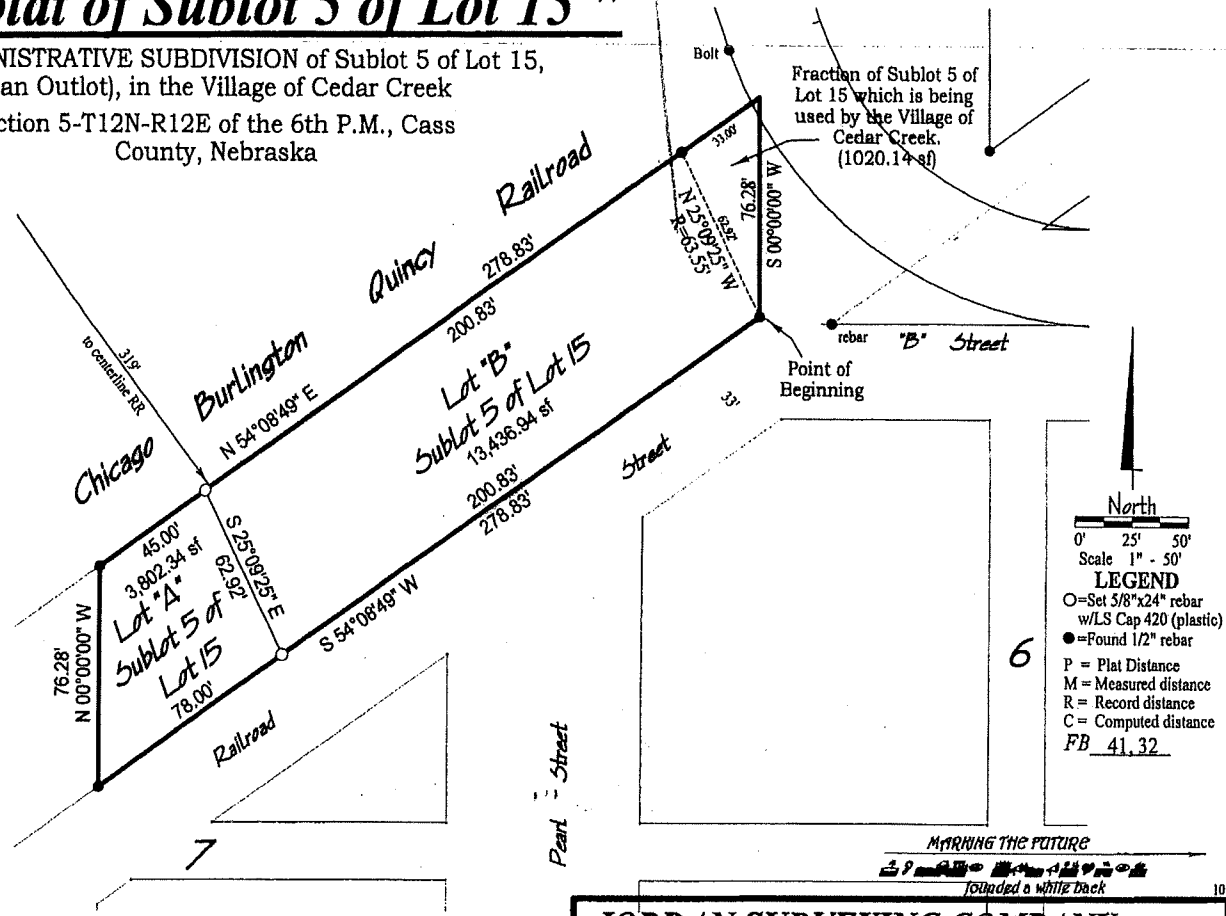 plat of Sublot 5 of Lot 15 "
NISTRATIVE SUBDIVISION of Sublot 5 of Lot 15,
an Outlot), in the Village of Cedar Creek
ction 5-T12N-R12E of the 6th P.M., Cass
County, Nebraska
Bolt
Fraction of Sublot 5 of
Lot 15 which is being
used by the Village of
Cedar Creek.
(1020.14 sf)
33.00'
76.28'
S 00°00'00" W
62.92'
N 25°09'25" W
R=63.55'
Chicago Burlington Quincy Railroad
278.83'
200.83'
N 54°08'49" E
319'
to centerline RR
Lot "B"
Sublot 5 of Lot 15
13,436.94 sf
200.83'
278.83'
S 54°08'49" W
rebar
"B" Street
Point of
Beginning
33'
45.00'
3,802.34 sf
Lot "A"
Sublot 5 of
Lot 15
78.00'
S 25°09'25" E
62.92'
76.28'
N 00°00'00" W
Railroad Street
Pearl Street
6
7
North
0' 25' 50'
Scale 1" - 50'
LEGEND
O=Set 5/8"x24" rebar
w/LS Cap 420 (plastic)
●=Found 1/2" rebar
P = Plat Distance
M = Measured distance
R = Record distance
C = Computed distance
FB 41, 32
MARKING THE FUTURE
founded a while back
10
JORDAN SURVEYING COMPANY